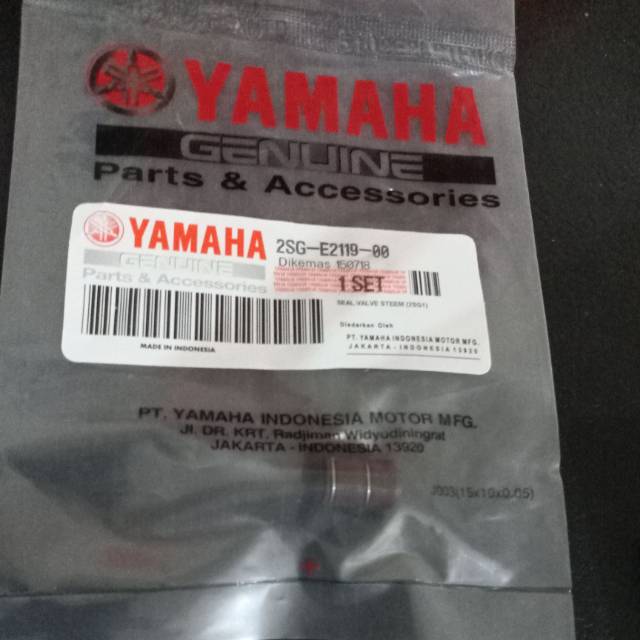 YAMAHA
GENUINE
Parts & Accessories
YAMAHA
GENUINE
Parts & Accessories
2SG-E2119-00
Dikemas 150718
1 SET
SEAL VALVE STEEM (2SG1)
Diedarkan Oleh
PT. YAMAHA INDONESIA MOTOR MFG.
JAKARTA - INDONESIA 13920
MADE IN INDONESIA
PT. YAMAHA INDONESIA MOTOR MFG.
Jl. DR. KRT. Radjiman Widyodiningrat
JAKARTA - INDONESIA 13920
J003(15x10x0.05)